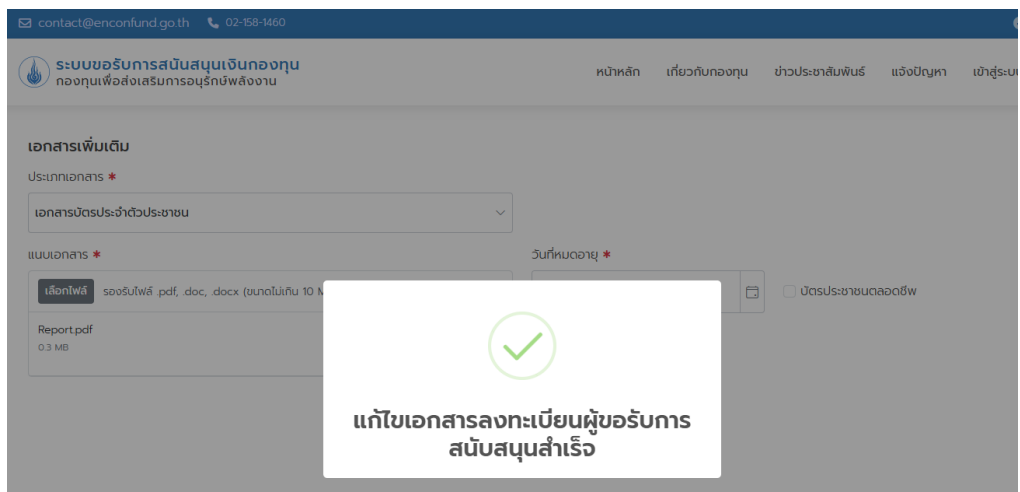 contact@enconfund.go.th 02-158-1460
ระบบขอรับการสนันสนุนเงินกองทุน
กองทุนเพื่อส่งเสริมการอนุรักษ์พลังงาน
หน้าหลัก เกี่ยวกับกองทุน ข่าวประชาสัมพันธ์ แจ้งปัญหา เข้าสู่ระบบ
เอกสารเพิ่มเติม
ประเภทเอกสาร *
เอกสารบัตรประจำตัวประชาชน
แนบเอกสาร * วันที่หมดอายุ *
เลือกไฟล์ รองรับไฟล์ .pdf, .doc, .docx (ขนาดไม่เกิน 10 บัตรประชาชนตลอดชีพ
Report.pdf
0.3 MB
แก้ไขเอกสารลงทะเบียนผู้ขอรับการ
สนับสนุนสำเร็จ